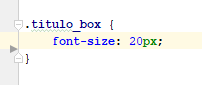 .titulo_box {
    font-size: 20px;
}